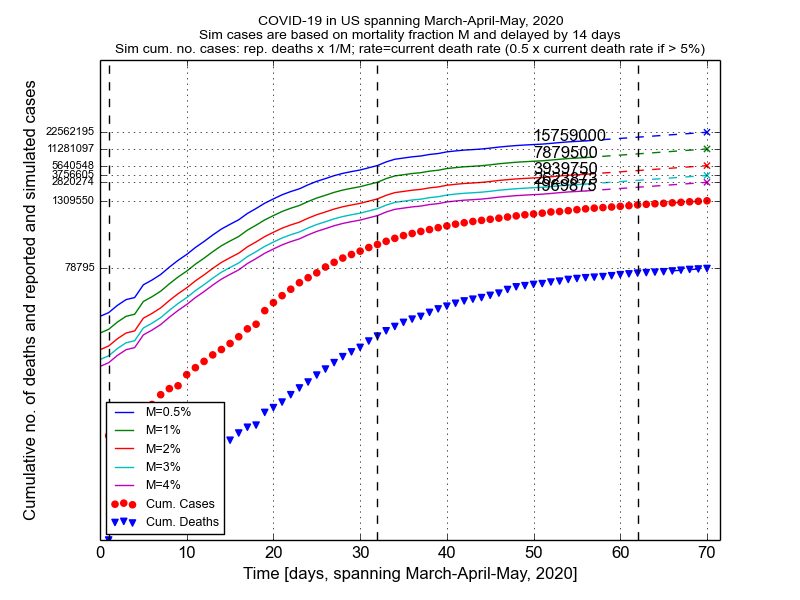 COVID-19 in US spanning March-April-May, 2020
Sim cases are based on mortality fraction M and delayed by 14 days
Sim cum. no. cases: rep. deaths x 1/M; rate=current death rate (0.5 x current death rate if > 5%)
Cumulative no. of deaths and reported and simulated cases
22562195
11281097
5640548
3756605
2820274
1309550
78795
15759000
7879500
3939750
1969875
M=0.5%
M=1%
M=2%
M=3%
M=4%
Cum. Cases
Cum. Deaths
0 10 20 30 40 50 60 70
Time [days, spanning March-April-May, 2020]